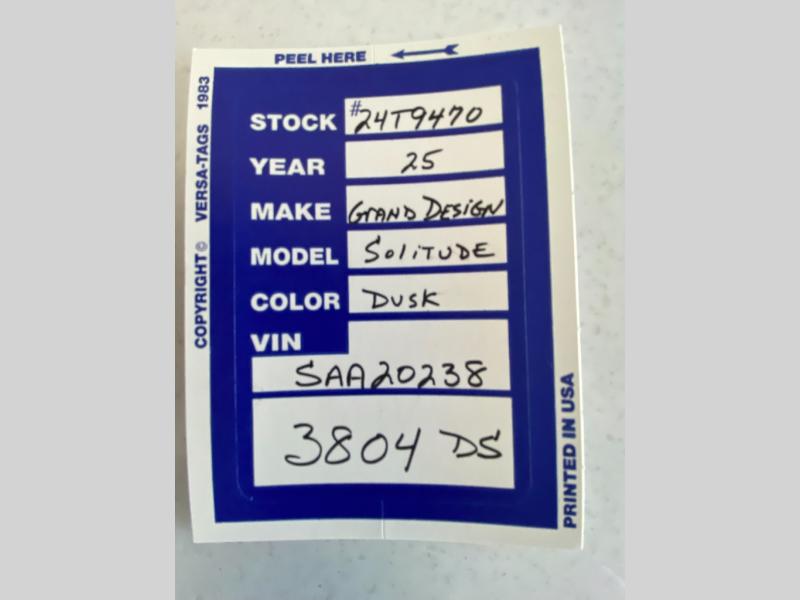 PEEL HERE
COPYRIGHT © VERSA-TAGS 1983
STOCK #24T9470
YEAR 25
MAKE GRAND DESIGN
MODEL SOLITUDE
COLOR DUSK
VIN
SAA20238
3804 DS
PRINTED IN USA